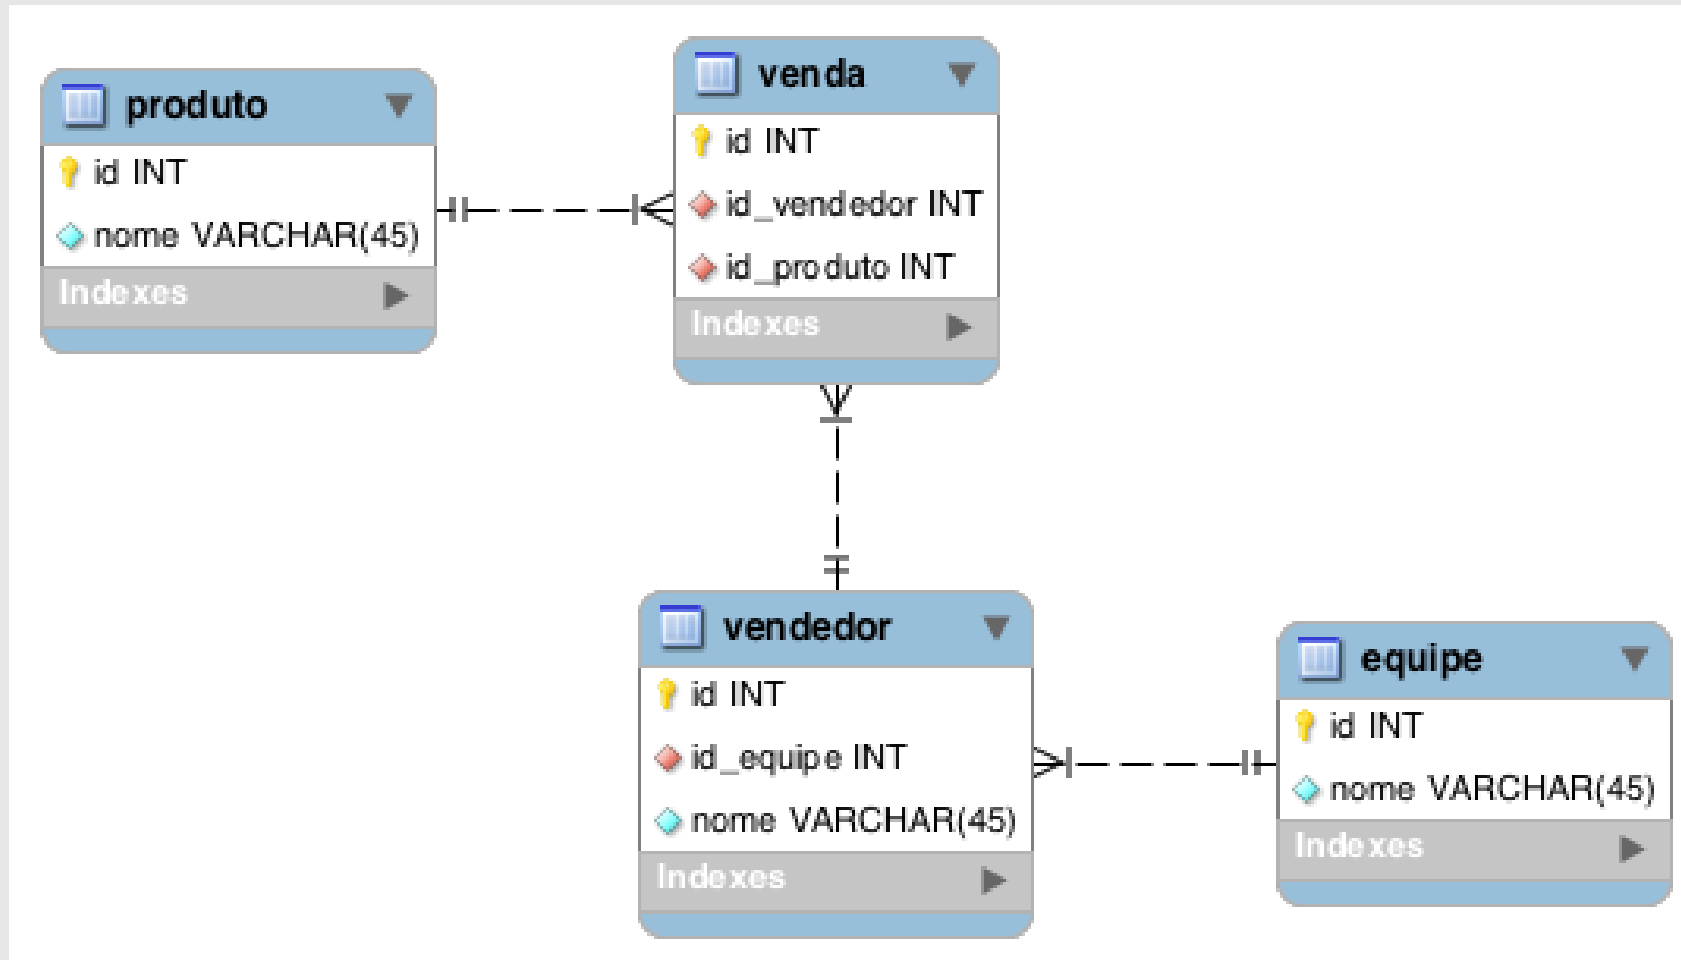 produto
id INT
nome VARCHAR(45)
Indexes
venda
id INT
id_vendedor INT
id_produto INT
Indexes
vendedor
id INT
id_equipe INT
nome VARCHAR(45)
Indexes
equipe
id INT
nome VARCHAR(45)
Indexes